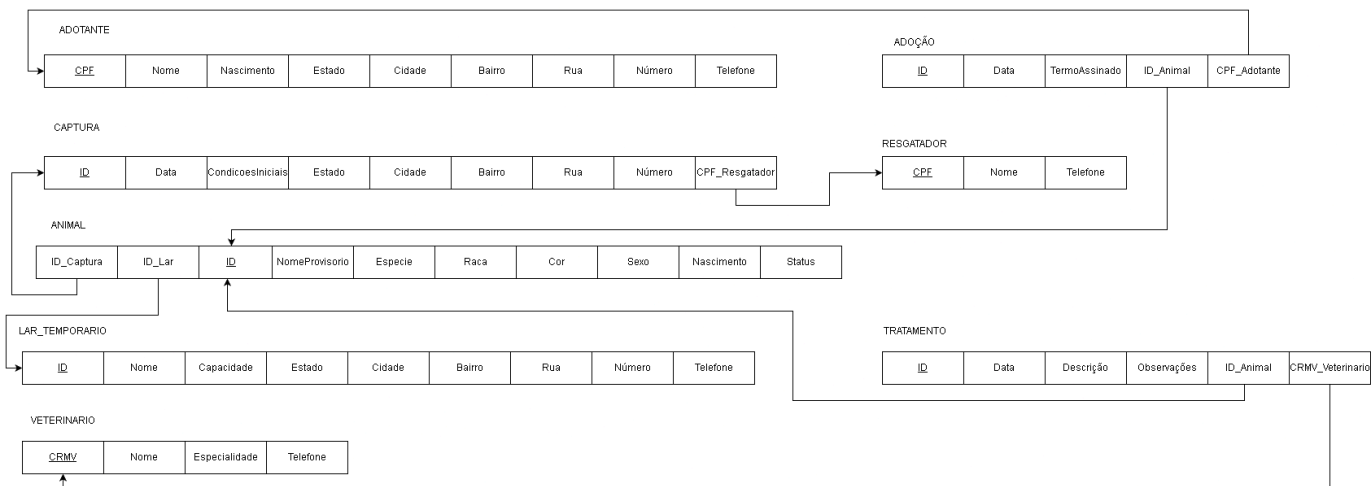 ADOTANTE
CPF Nome Nascimento Estado Cidade Bairro Rua Número Telefone
ADOÇÃO
ID Data TermoAssinado ID_Animal CPF_Adotante
CAPTURA
ID Data CondicoesIniciais Estado Cidade Bairro Rua Número CPF_Resgatador
RESGATADOR
CPF Nome Telefone
ANIMAL
ID_Captura ID_Lar ID NomeProvisorio Especie Raca Cor Sexo Nascimento Status
LAR_TEMPORARIO
ID Nome Capacidade Estado Cidade Bairro Rua Número Telefone
TRATAMENTO
ID Data Descrição Observações ID_Animal CRMV_Veterinario
VETERINARIO
CRMV Nome Especialidade Telefone